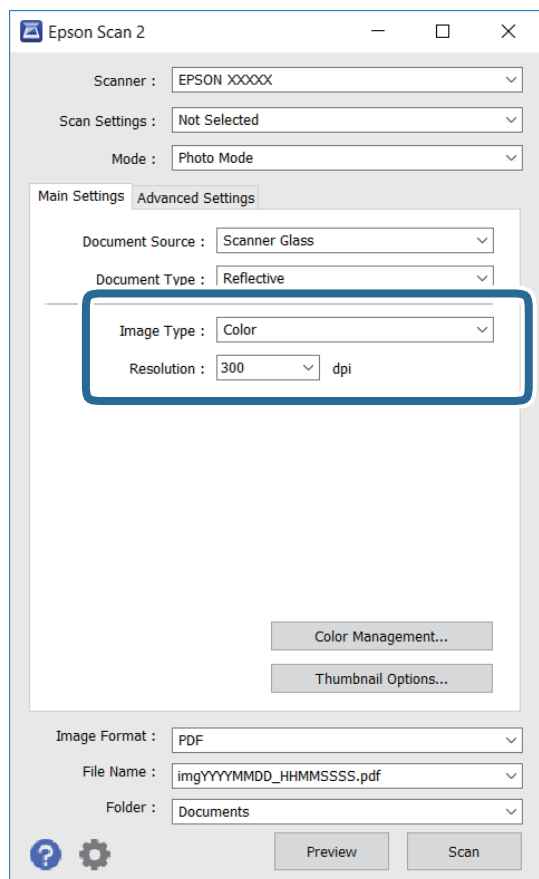 Epson Scan 2
Scanner : EPSON XXXXX
Scan Settings : Not Selected
Mode : Photo Mode
Main Settings Advanced Settings
Document Source : Scanner Glass
Document Type : Reflective
Image Type : Color
Resolution : 300 dpi
Color Management...
Thumbnail Options...
Image Format : PDF
File Name : imgYYYYMMDD_HHMMSSSS.pdf
Folder : Documents
? Preview Scan